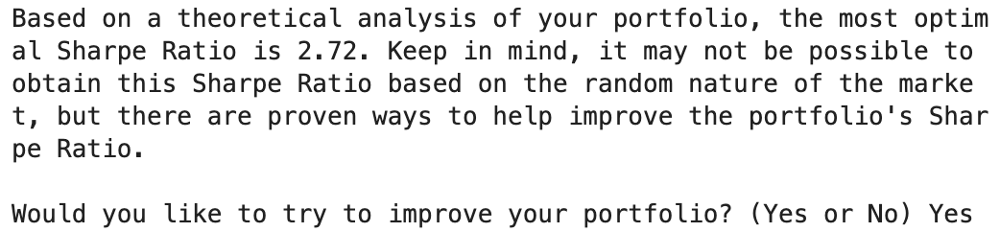 Based on a theoretical analysis of your portfolio, the most optim
al Sharpe Ratio is 2.72. Keep in mind, it may not be possible to
obtain this Sharpe Ratio based on the random nature of the marke
t, but there are proven ways to help improve the portfolio's Shar
pe Ratio.

Would you like to try to improve your portfolio? (Yes or No) Yes